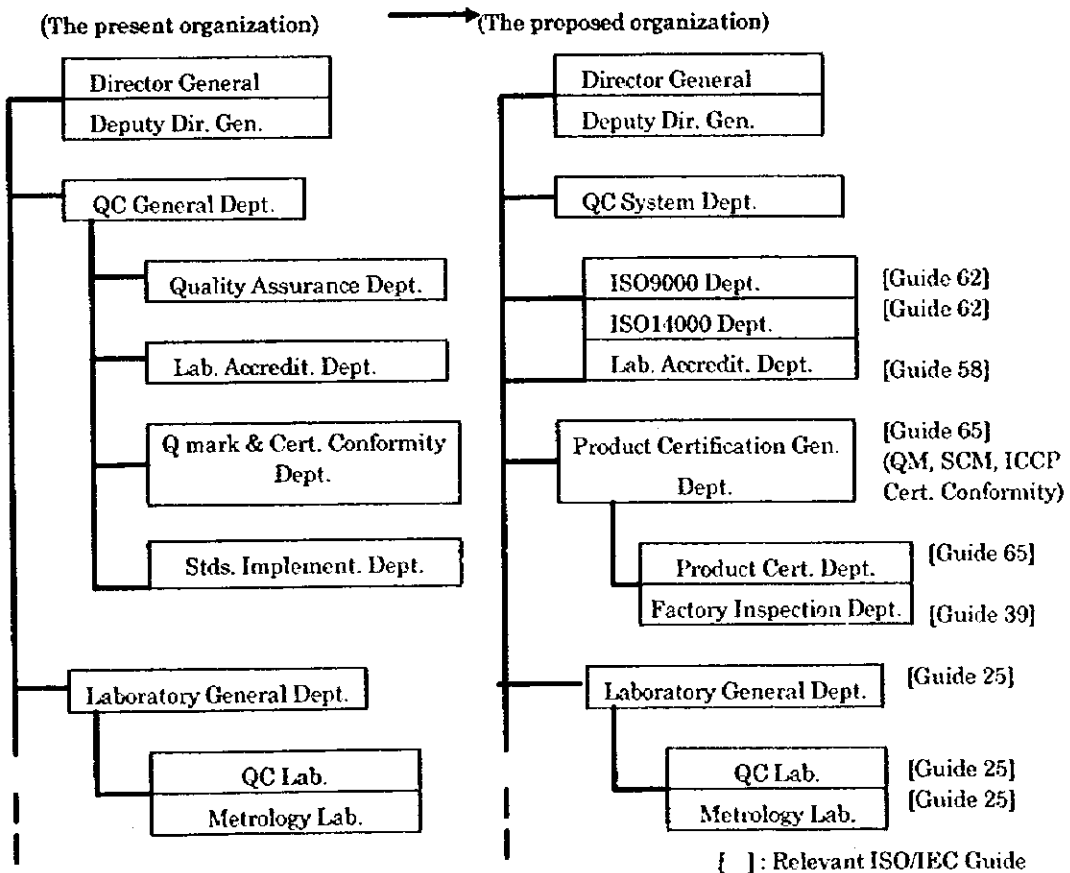 (The present organization)
Director General
Deputy Dir. Gen.
QC General Dept.
Quality Assurance Dept.
Lab. Accredit. Dept.
Q mark & Cert. Conformity
Dept.
Stds. Implement. Dept.
Laboratory General Dept.
QC Lab.
Metrology Lab.
(The proposed organization)
Director General
Deputy Dir. Gen.
QC System Dept.
ISO9000 Dept.
[Guide 62]
ISO14000 Dept.
[Guide 62]
Lab. Accredit. Dept.
[Guide 58]
Product Certification Gen.
Dept.
[Guide 65]
(QM, SCM, ICCP
Cert. Conformity)
Product Cert. Dept.
[Guide 65]
Factory Inspection Dept.
[Guide 39]
Laboratory General Dept.
[Guide 25]
QC Lab.
[Guide 25]
Metrology Lab.
[Guide 25]
[ ] : Relevant ISO/IEC Guide